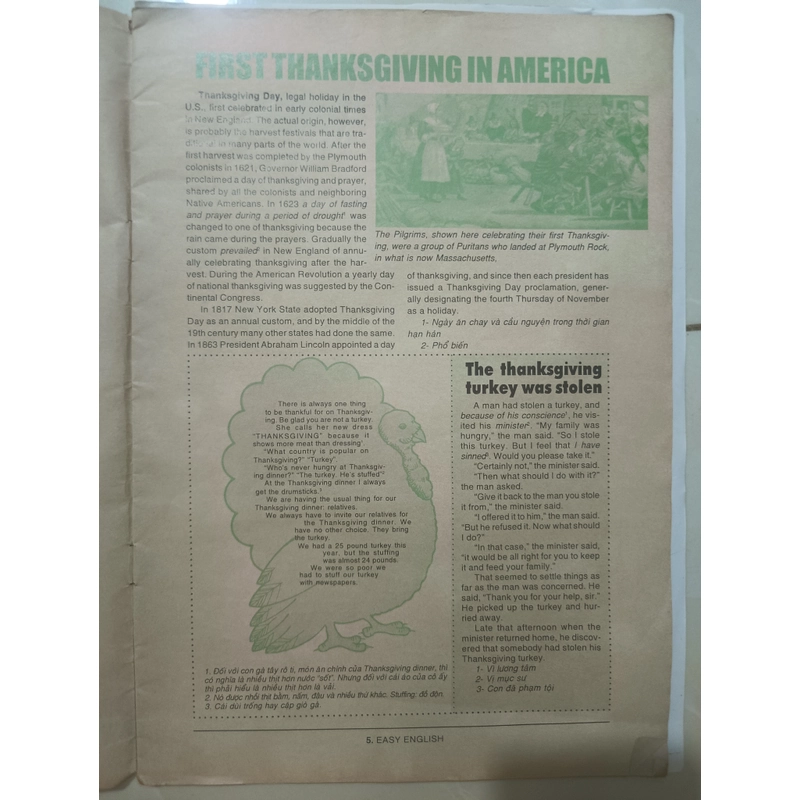 FIRST THANKSGIVING IN AMERICA
Thanksgiving Day, legal holiday in the
U.S., first celebrated in early colonial times
in New England. The actual origin, however,
is probably the harvest festivals that are tra-
ditional in many parts of the world. After the
first harvest was completed by the Plymouth
colonists in 1621, Governor William Bradford
proclaimed a day of thanksgiving and prayer,
shared by all the colonists and neighboring
Native Americans. In 1623 a day of fasting
and prayer during a period of drought¹ was
changed to one of thanksgiving because the
rain came during the prayers. Gradually the
custom prevailed² in New England of annu-
ally celebrating thanksgiving after the har-
vest. During the American Revolution a yearly day
of national thanksgiving was suggested by the Con-
tinental Congress.
In 1817 New York State adopted Thanksgiving
Day as an annual custom, and by the middle of the
19th century many other states had done the same.
In 1863 President Abraham Lincoln appointed a day
The Pilgrims, shown here celebrating their first Thanksgiv-
ing, were a group of Puritans who landed at Plymouth Rock,
in what is now Massachusetts.
of thanksgiving, and since then each president has
issued a Thanksgiving Day proclamation, gener-
ally designating the fourth Thursday of November
as a holiday.
1- Ngày ăn chay và cầu nguyện trong thời gian
hạn hán
2- Phổ biến
There is always one thing
to be thankful for on Thanksgiv-
ing. Be glad you are not a turkey.
She calls her new dress
"THANKSGIVING" because it
shows more meat than dressing¹.
"What country is popular on
Thanksgiving?" "Turkey".
"Who's never hungry at Thanksgiv-
ing dinner?" "The turkey. He's stuffed"²
At the Thanksgiving dinner I always
get the drumsticks.³
We are having the usual thing for our
Thanksgiving dinner: relatives.
We always have to invite our relatives for
the Thanksgiving dinner. We
have no other choice. They bring
the turkey.
We had a 25 pound turkey this
year, but the stuffing
was almost 24 pounds.
We were so poor we
had to stuff our turkey
with newspapers.
1. Đối với con gà tây rô ti, món ăn chính của Thanksgiving dinner, thì
có nghĩa là nhiều thịt hơn nước "sốt". Nhưng đối với cái áo của cô ấy
thì phải hiểu là nhiều thịt hơn là vải.
2. Nó được nhồi thịt bằm, nấm, đậu và nhiều thứ khác. Stuffing: đồ độn.
3. Cái dùi trống hay cặp giò gà.
The thanksgiving
turkey was stolen
A man had stolen a turkey, and
because of his conscience¹, he vis-
ited his minister². "My family was
hungry," the man said. "So I stole
this turkey. But I feel that I have
sinned³. Would you please take it."
"Certainly not," the minister said.
"Then what should I do with it?"
the man asked.
"Give it back to the man you stole
it from," the minister said.
"I offered it to him," the man said.
"But he refused it. Now what should
I do?"
"In that case," the minister said,
"it would be all right for you to keep
it and feed your family."
That seemed to settle things as
far as the man was concerned. He
said, "Thank you for your help, sir."
He picked up the turkey and hur-
ried away.
Late that afternoon when the
minister returned home, he discov-
ered that somebody had stolen his
Thanksgiving turkey.
1- Vì lương tâm
2- Vị mục sư
3- Con đã phạm tội
5. EASY ENGLISH